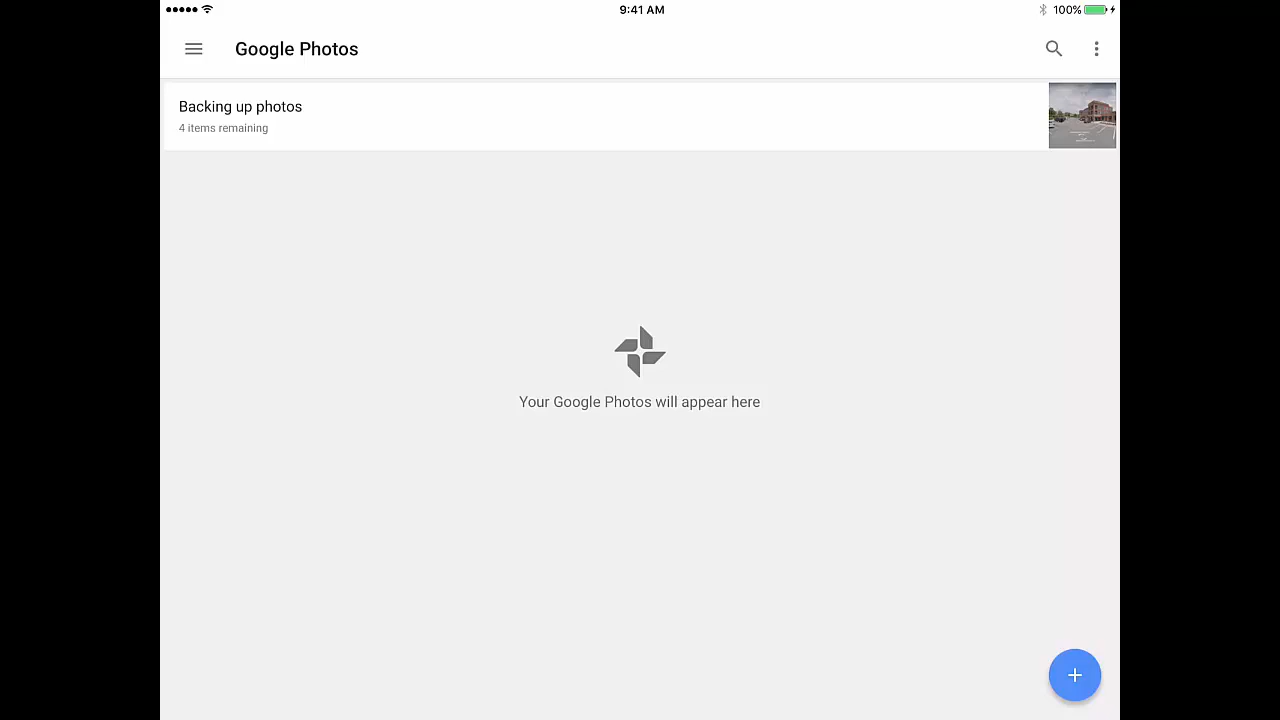 9:41 AM
100%
Google Photos
Backing up photos
4 items remaining
Your Google Photos will appear here